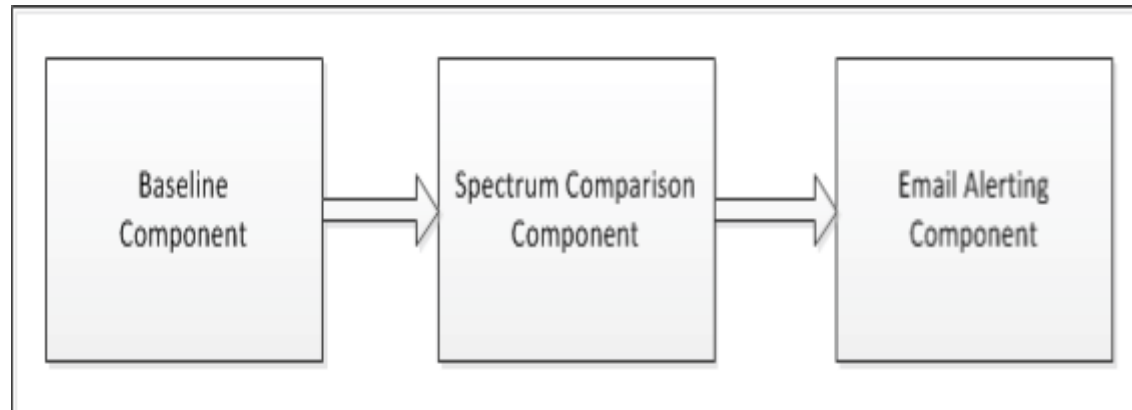 Baseline
Component
Spectrum Comparison
Component
Email Alerting
Component